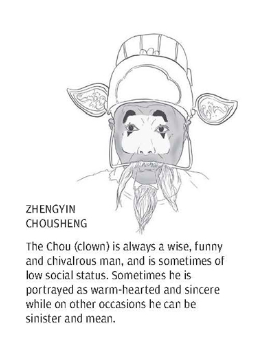 ZHENGYIN
CHOUSHENG
The Chou (clown) is always a wise, funny
and chivalrous man, and is sometimes of
low social status. Sometimes he is
portrayed as warm-hearted and sincere
while on other occasions he can be
sinister and mean.